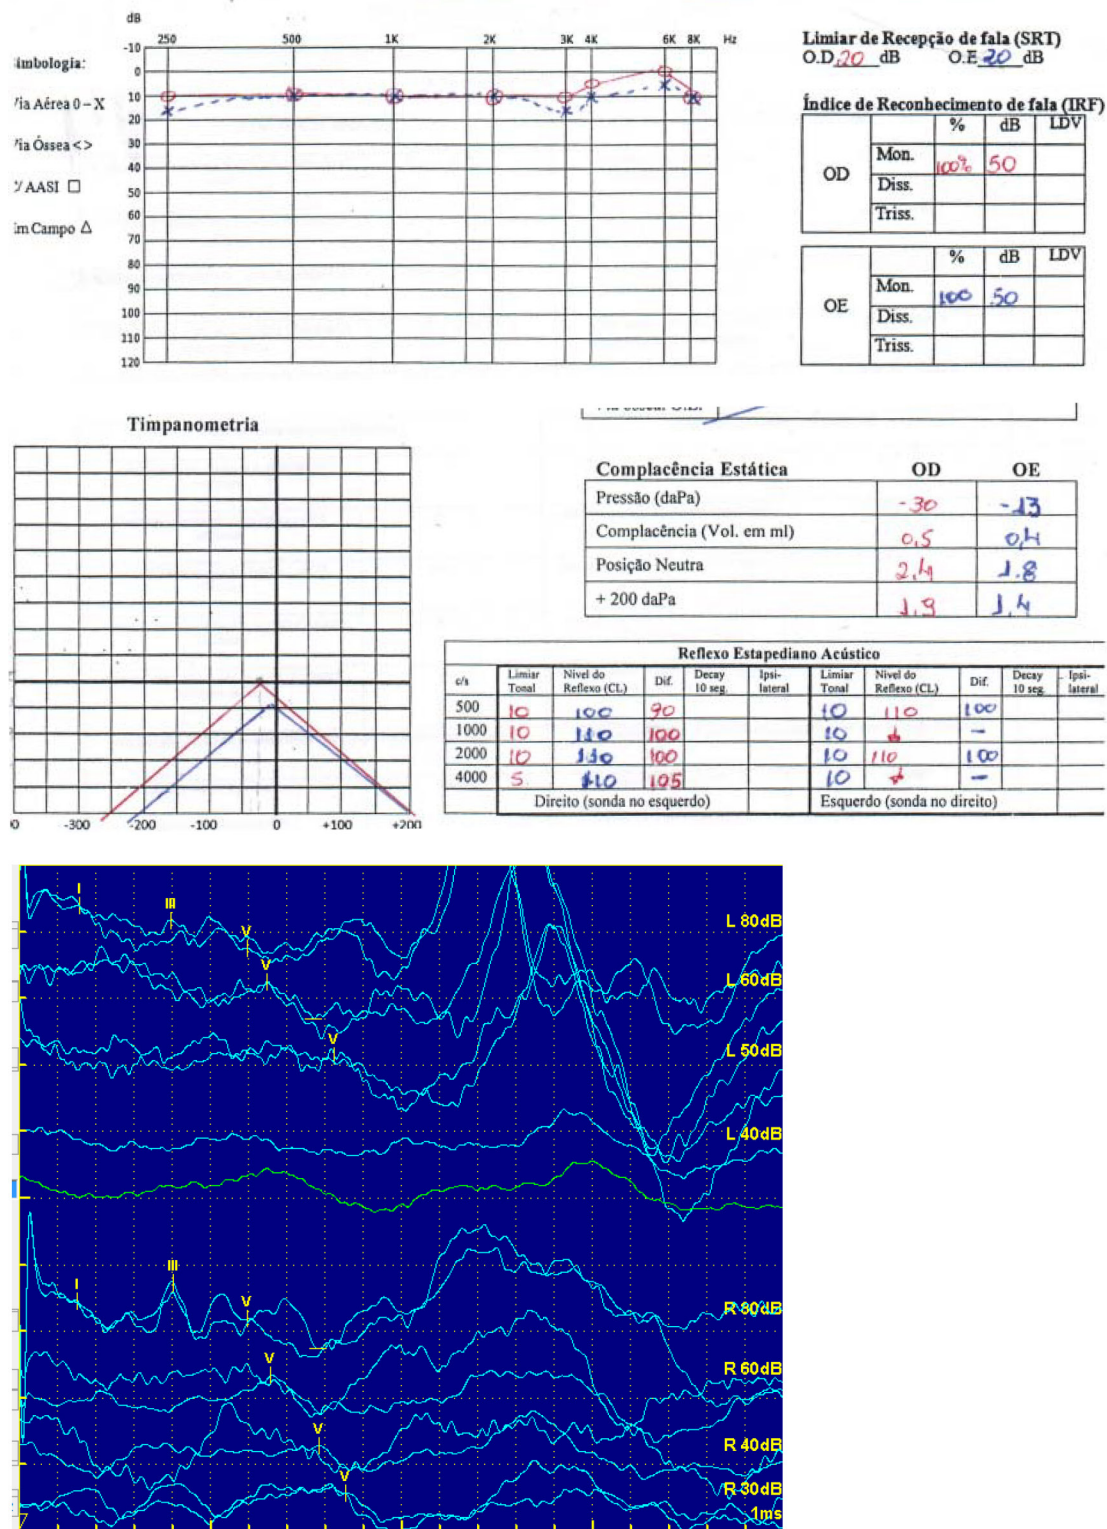 dB
250 500 1K 2K 3K 4K 6K 8K Hz
-10
0
10
20
30
40
50
60
70
80
90
100
110
120
imbologia:
ia Aérea 0 – X
ia Óssea < >
/ AASI □
m Campo △
Limiar de Recepção de fala (SRT)
O.D. 20 dB O.E 20 dB
Índice de Reconhecimento de fala (IRF)
% dB LDV
OD
Mon. 100% 50
Diss.
Triss.
% dB LDV
OE
Mon. 100 50
Diss.
Triss.
Timpanometria
0 -300 -200 -100 0 +100 +200
Complacência Estática OD OE
Pressão (daPa) -30 -13
Complacência (Vol. em ml) 0,5 0,4
Posição Neutra 2,4 1.8
+ 200 daPa 1,9 1,4
Reflexo Estapediano Acústico
c/s Limiar Tonal Nivel do Reflexo (CL) Dif. Decay 10 seg. Ipsi-lateral Limiar Tonal Nivel do Reflexo (CL) Dif. Decay 10 seg. Ipsi-lateral
500 10 100 90 10 110 100
1000 10 110 100 10 ↓ –
2000 10 110 100 10 110 100
4000 5 110 105 10 ↓ –
Direito (sonda no esquerdo) Esquerdo (sonda no direito)
I III V L 80dB
V L 60dB
V L 50dB
L 40dB
I III V R 80dB
V R 60dB
V R 40dB
V R 30dB
1ms